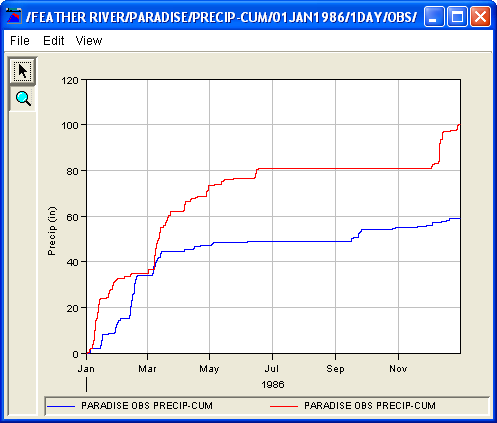 /FEATHER RIVER/PARADISE/PRECIP-CUM/01JAN1986/1DAY/OBS/
File Edit View
120
100
80
60
40
20
0
Precip (in)
Jan Mar May Jul Sep Nov
1986
PARADISE OBS PRECIP-CUM PARADISE OBS PRECIP-CUM